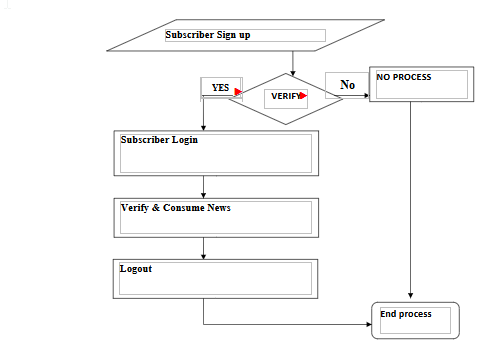 Subscriber Sign up
YES
VERIFY
No
NO PROCESS
Subscriber Login
Verify & Consume News
Logout
End process